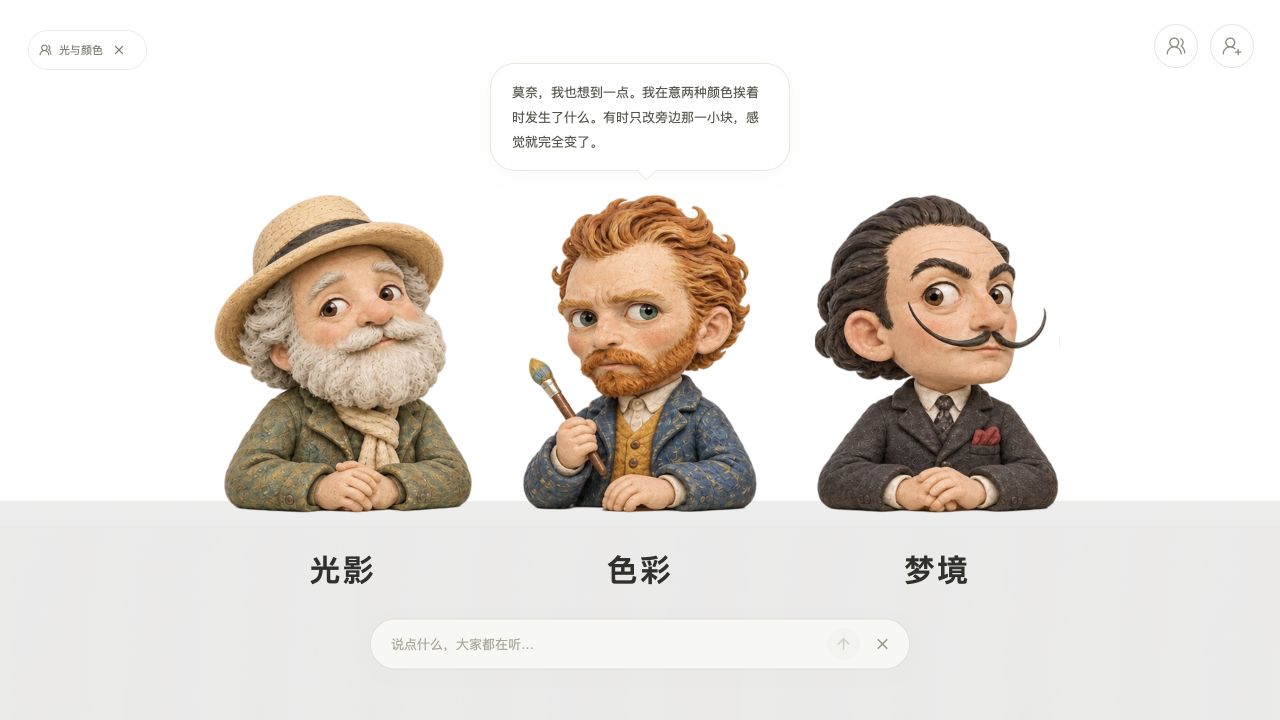 光与颜色
莫奈，我也想到一点。我在意两种颜色挨着
时发生了什么。有时只改旁边那一小块，感
觉就完全变了。
光影
色彩
梦境
说点什么，大家都在听...